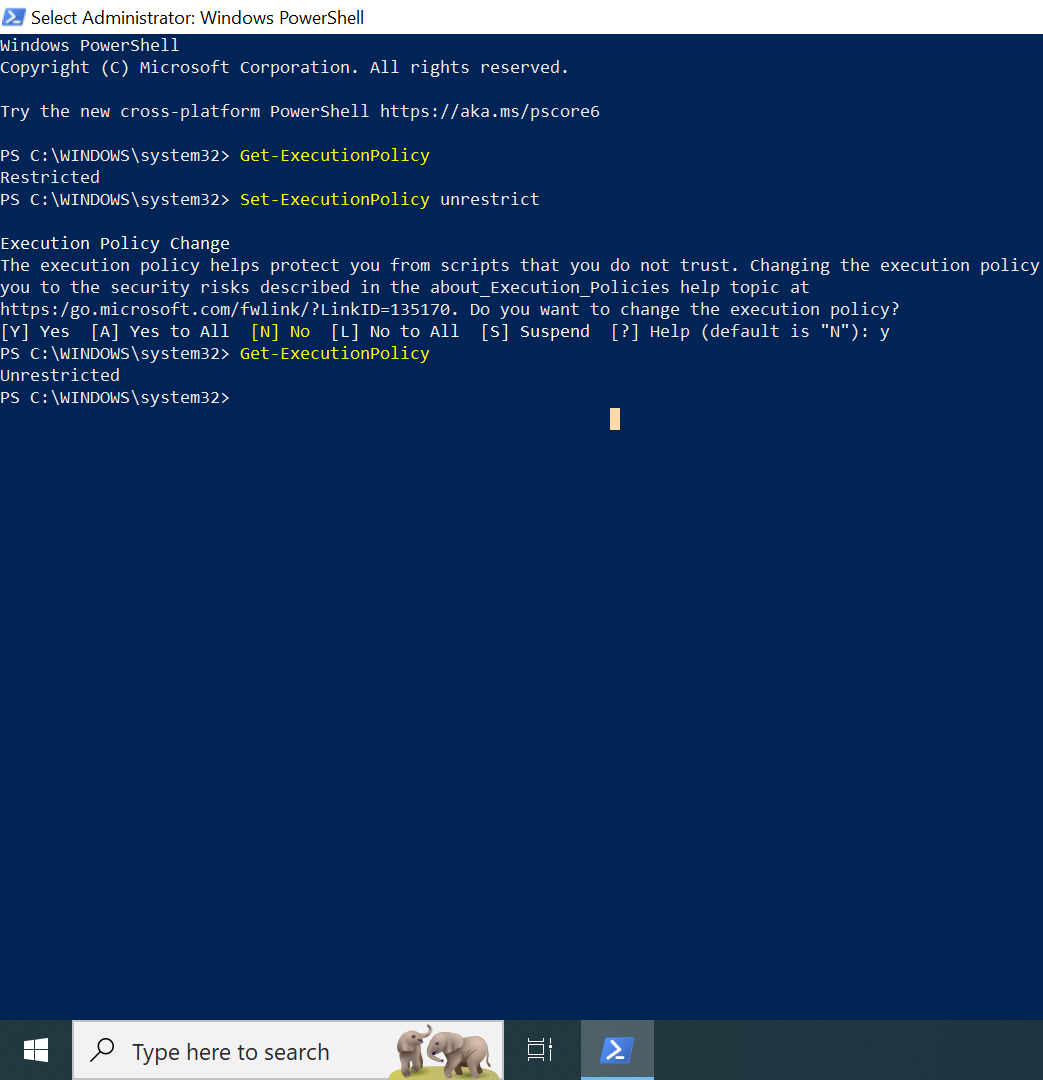 Select Administrator: Windows PowerShell
Windows PowerShell
Copyright (C) Microsoft Corporation. All rights reserved.
Try the new cross-platform PowerShell https://aka.ms/pscore6
PS C:\WINDOWS\system32> Get-ExecutionPolicy
Restricted
PS C:\WINDOWS\system32> Set-ExecutionPolicy unrestrict
Execution Policy Change
The execution policy helps protect you from scripts that you do not trust. Changing the execution policy
you to the security risks described in the about_Execution_Policies help topic at
https:/go.microsoft.com/fwlink/?LinkID=135170. Do you want to change the execution policy?
[Y] Yes  [A] Yes to All  [N] No  [L] No to All  [S] Suspend  [?] Help (default is "N"): y
PS C:\WINDOWS\system32> Get-ExecutionPolicy
Unrestricted
PS C:\WINDOWS\system32>
Type here to search